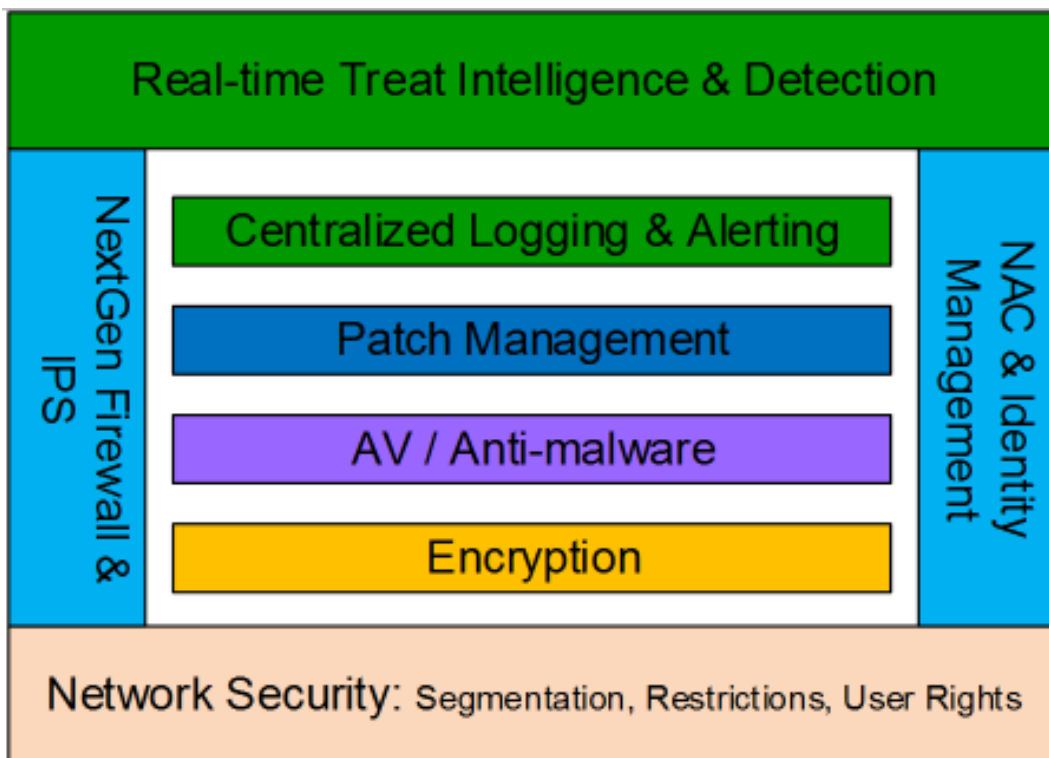 Real-time Treat Intelligence & Detection
NextGen Firewall &
IPS
Centralized Logging & Alerting
Patch Management
AV / Anti-malware
Encryption
NAC & Identity
Management
Network Security: Segmentation, Restrictions, User Rights